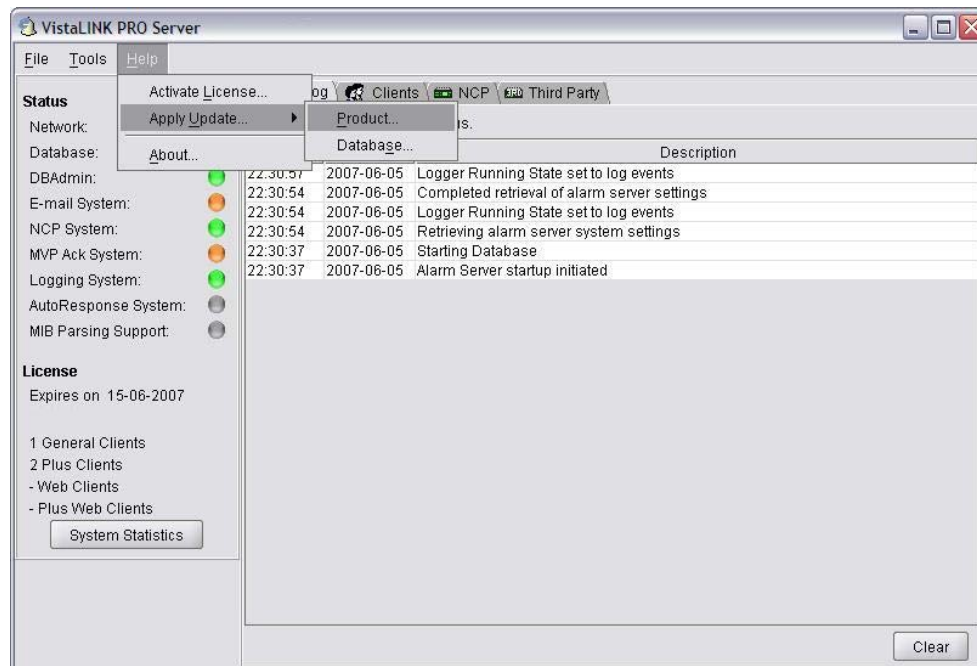 VistaLINK PRO Server
File Tools Help
Activate License...
Apply Update...
About...
Product...
Database...
og Clients NCP Third Party
us.
Status
Network:
Database:
DBAdmin:
E-mail System:
NCP System:
MVP Ack System:
Logging System:
AutoResponse System:
MIB Parsing Support:
License
Expires on 15-06-2007
1 General Clients
2 Plus Clients
- Web Clients
- Plus Web Clients
System Statistics
Description
22:30:57 2007-06-05 Logger Running State set to log events
22:30:54 2007-06-05 Completed retrieval of alarm server settings
22:30:54 2007-06-05 Logger Running State set to log events
22:30:54 2007-06-05 Retrieving alarm server system settings
22:30:37 2007-06-05 Starting Database
22:30:37 2007-06-05 Alarm Server startup initiated
Clear